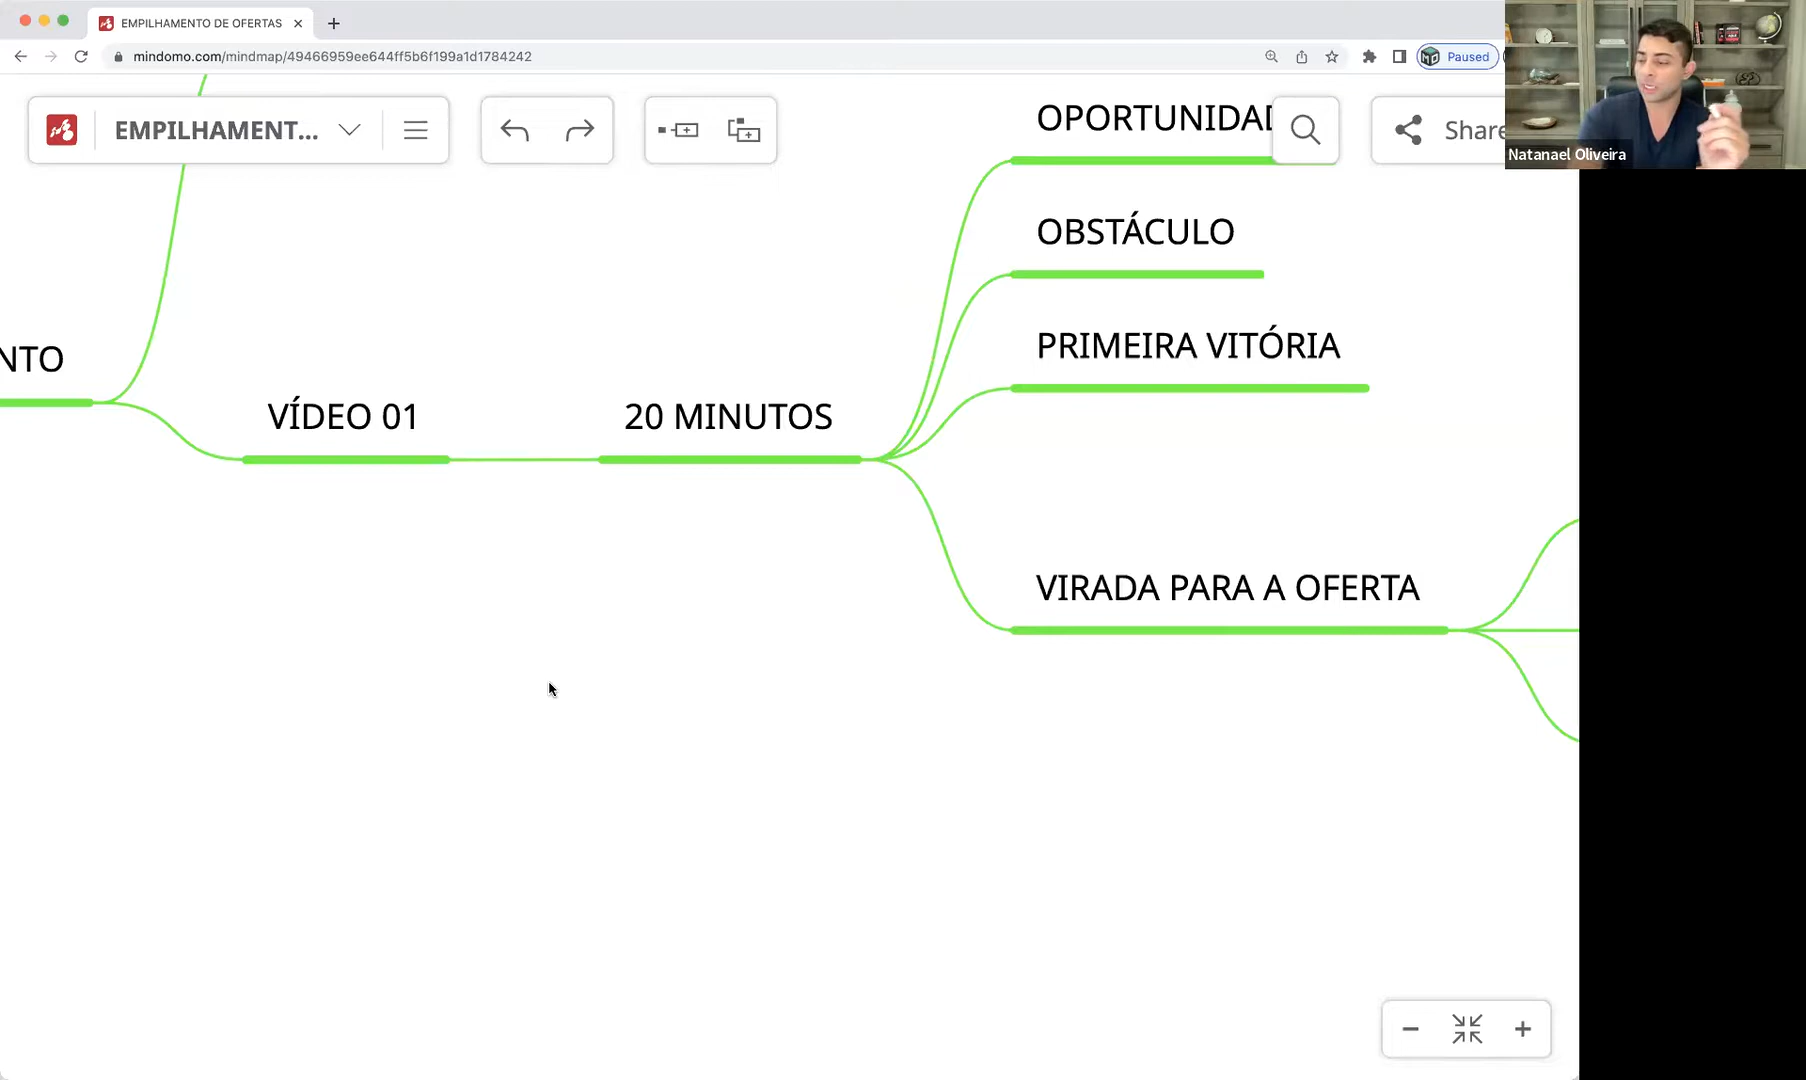 EMPILHAMENTO DE OFERTAS
mindomo.com/mindmap/49466959ee644ff5b6f199a1d1784242
Paused
EMPILHAMENT...
Share
Natanael Oliveira
OPORTUNIDAD
OBSTÁCULO
PRIMEIRA VITÓRIA
NTO
VÍDEO 01
20 MINUTOS
VIRADA PARA A OFERTA